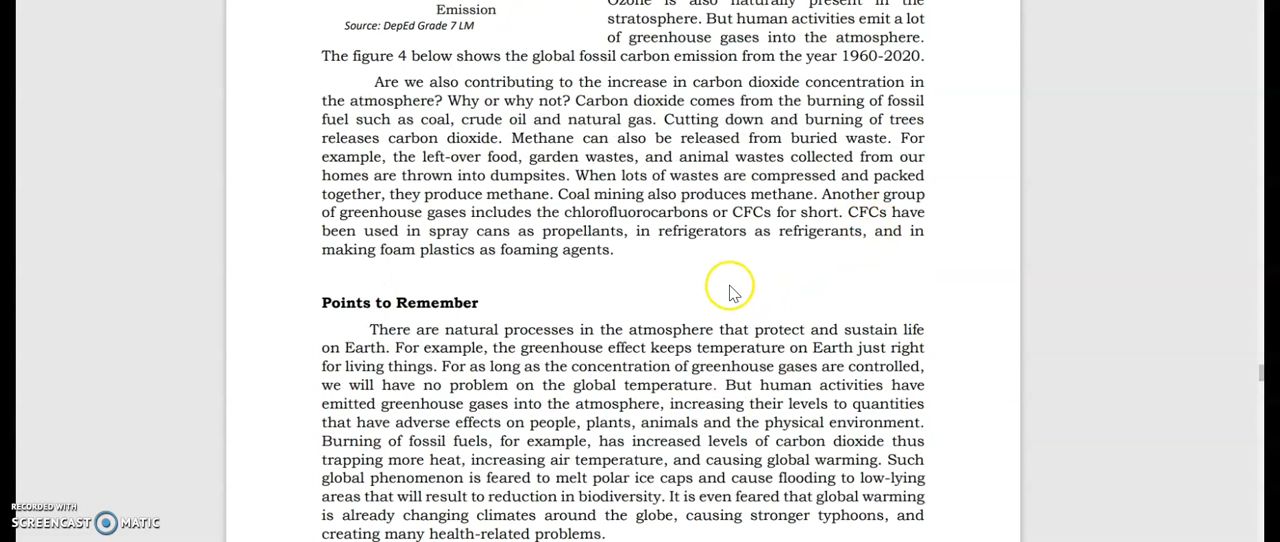 Emission
Ozone is also naturally present in the
Source: DepEd Grade 7 LM
stratosphere. But human activities emit a lot
of greenhouse gases into the atmosphere.
The figure 4 below shows the global fossil carbon emission from the year 1960-2020.
Are we also contributing to the increase in carbon dioxide concentration in
the atmosphere? Why or why not? Carbon dioxide comes from the burning of fossil
fuel such as coal, crude oil and natural gas. Cutting down and burning of trees
releases carbon dioxide. Methane can also be released from buried waste. For
example, the left-over food, garden wastes, and animal wastes collected from our
homes are thrown into dumpsites. When lots of wastes are compressed and packed
together, they produce methane. Coal mining also produces methane. Another group
of greenhouse gases includes the chlorofluorocarbons or CFCs for short. CFCs have
been used in spray cans as propellants, in refrigerators as refrigerants, and in
making foam plastics as foaming agents.
Points to Remember
There are natural processes in the atmosphere that protect and sustain life
on Earth. For example, the greenhouse effect keeps temperature on Earth just right
for living things. For as long as the concentration of greenhouse gases are controlled,
we will have no problem on the global temperature. But human activities have
emitted greenhouse gases into the atmosphere, increasing their levels to quantities
that have adverse effects on people, plants, animals and the physical environment.
Burning of fossil fuels, for example, has increased levels of carbon dioxide thus
trapping more heat, increasing air temperature, and causing global warming. Such
global phenomenon is feared to melt polar ice caps and cause flooding to low-lying
areas that will result to reduction in biodiversity. It is even feared that global warming
is already changing climates around the globe, causing stronger typhoons, and
creating many health-related problems.
RECORDED WITH
SCREENCAST MATIC